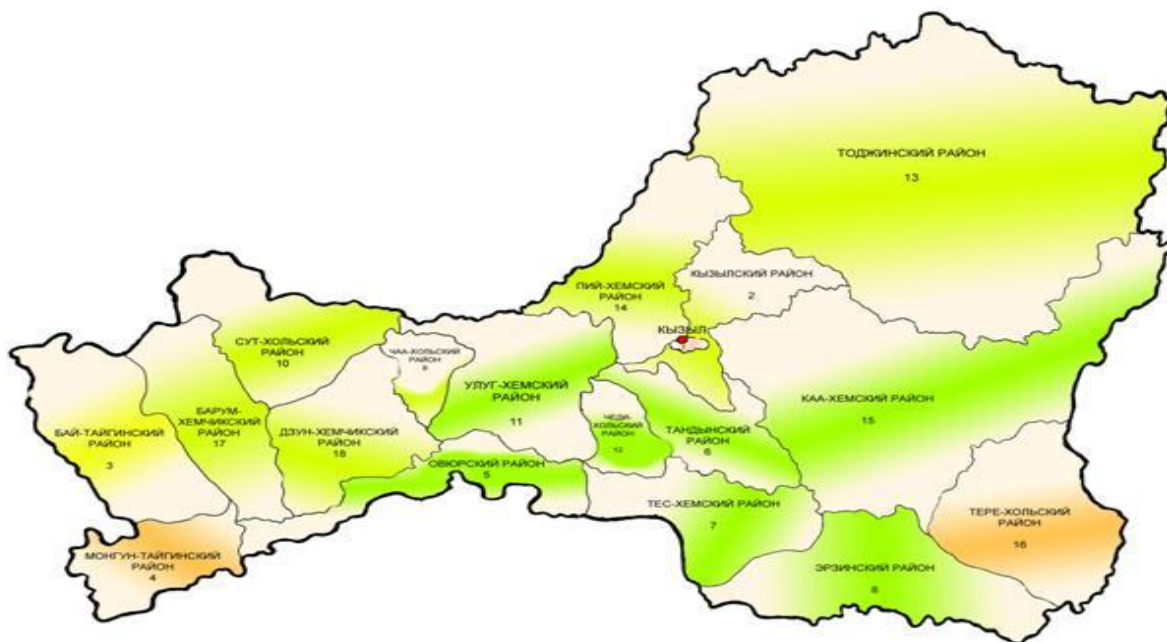 ТОДЖИНСКИЙ РАЙОН
13
КЫЗЫЛСКИЙ РАЙОН
2
ПИЙ-ХЕМСКИЙ
РАЙОН
14
КЫЗЫЛ
СУТ-ХОЛЬСКИЙ
РАЙОН
10
ЧАА-ХОЛЬСКИЙ
РАЙОН
УЛУГ-ХЕМСКИЙ
РАЙОН
11
КАА-ХЕМСКИЙ РАЙОН
15
БАЙ-ТАЙГИНСКИЙ
РАЙОН
3
БАРУМ-
ХЕМЧИКСКИЙ
РАЙОН
17
ДЗУН-ХЕМЧИКСКИЙ
РАЙОН
18
ЧЕДИ-
ХОЛЬСКИЙ
РАЙОН
12
ТАНДЫНСКИЙ
РАЙОН
6
ОВЮРСКИЙ РАЙОН
5
ТЕС-ХЕМСКИЙ РАЙОН
7
ТЕРЕ-ХОЛЬСКИЙ
РАЙОН
16
МОНГУН-ТАЙГИНСКИЙ
РАЙОН
4
ЭРЗИНСКИЙ РАЙОН
8